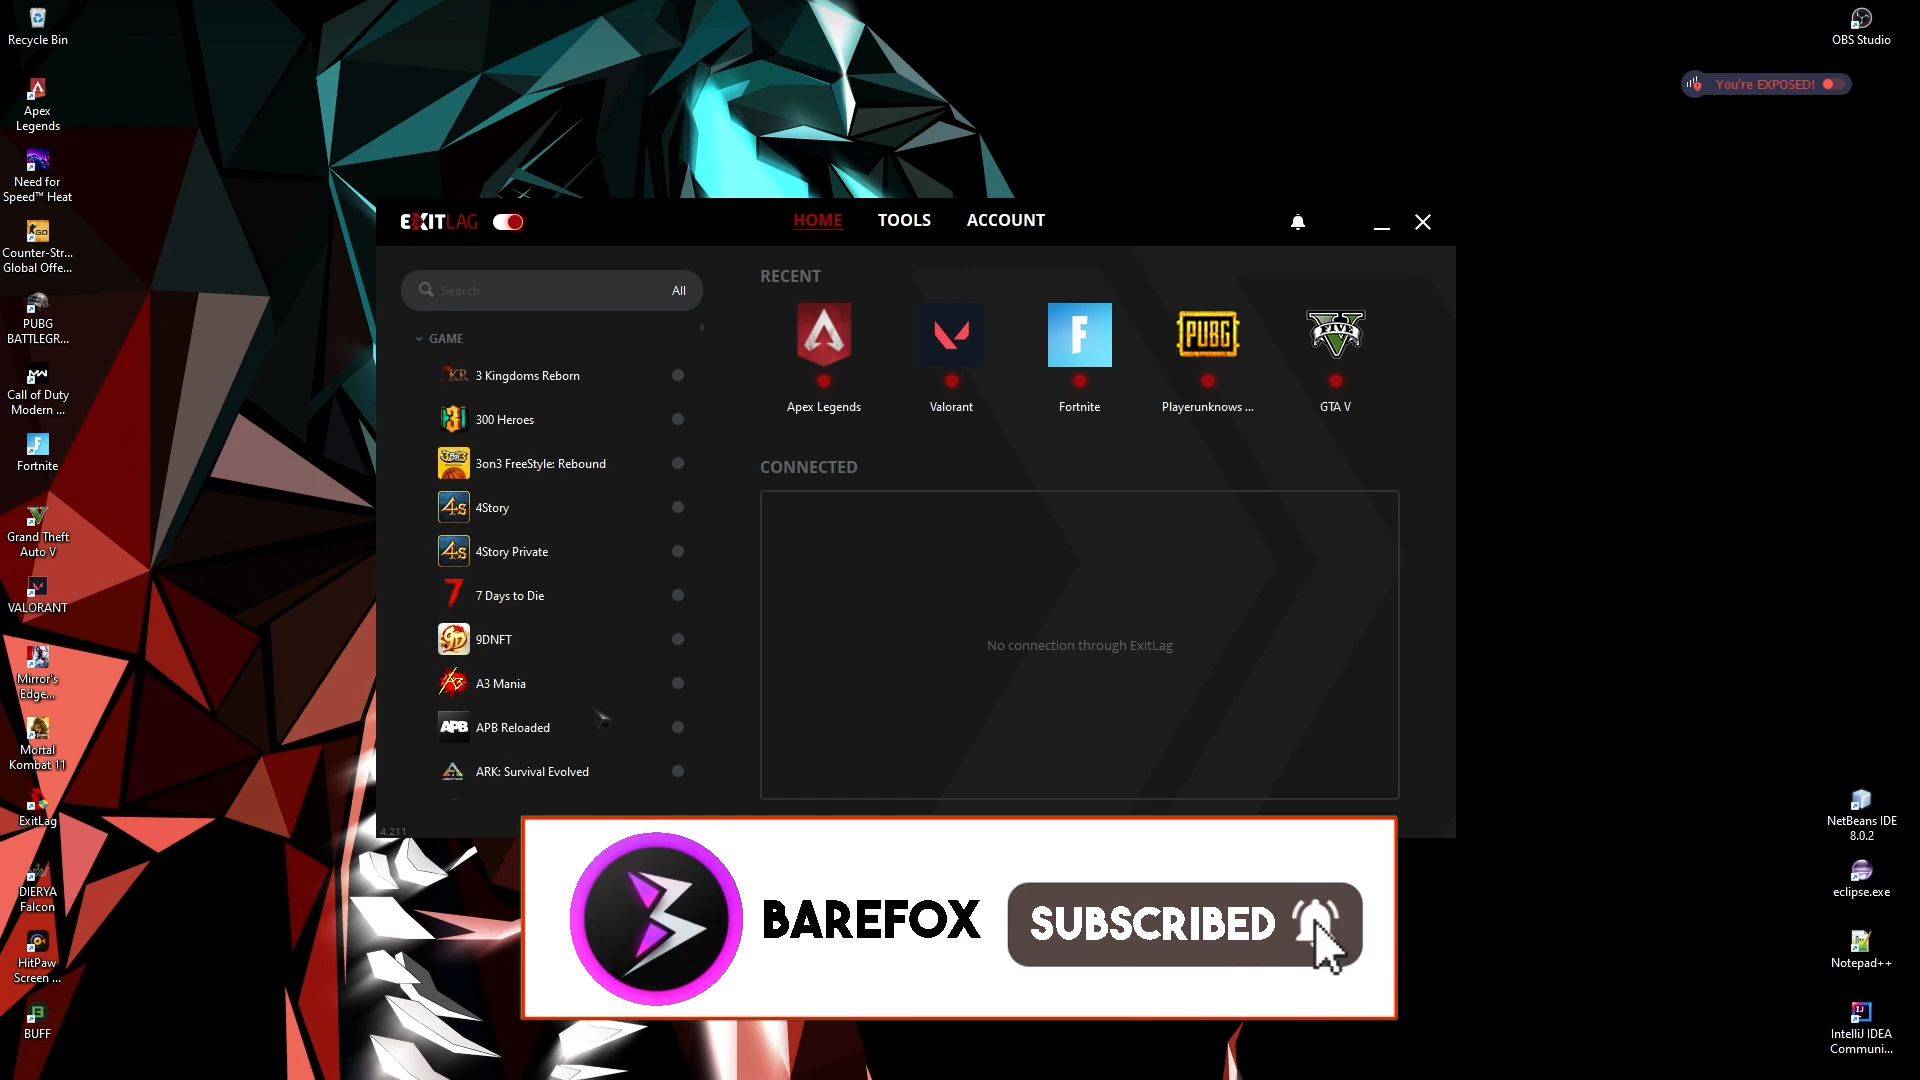 Recycle Bin
Apex
Legends
Need for
Speed™ Heat
Counter-Str...
Global Offe...
PUBG
BATTLEGR...
Call of Duty
Modern ...
Fortnite
Grand Theft
Auto V
VALORANT
Mirror's
Edge...
Mortal
Kombat 11
ExitLag
DIERYA
Falcon
HitPaw
Screen ...
BUFF
EXITLAG
HOME
TOOLS
ACCOUNT
Search
All
GAME
3 Kingdoms Reborn
300 Heroes
3on3 FreeStyle: Rebound
4Story
4Story Private
7 Days to Die
9DNFT
A3 Mania
APB
APB Reloaded
ARK: Survival Evolved
4.211
RECENT
PUBG
FIVE
Apex Legends
Valorant
Fortnite
Playerunknows ...
GTA V
CONNECTED
No connection through ExitLag
BAREFOX
SUBSCRIBED
OBS Studio
You're EXPOSED!
NetBeans IDE
8.0.2
eclipse.exe
Notepad++
IntelliJ IDEA
Communi...